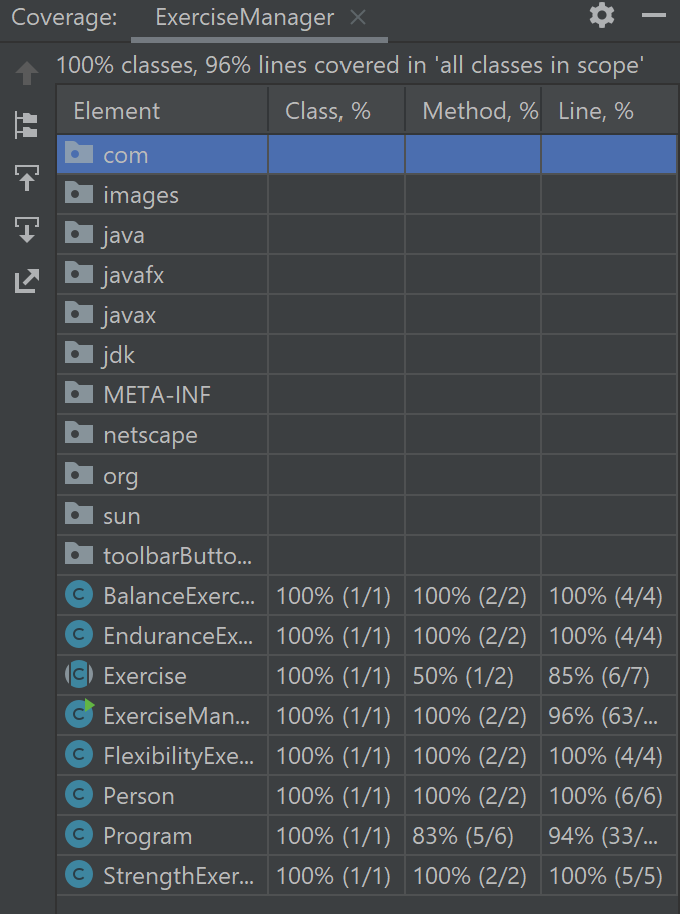 Coverage: ExerciseManager
100% classes, 96% lines covered in 'all classes in scope'
Element Class, % Method, % Line, %
com
images
java
javafx
javax
jdk
META-INF
netscape
org
sun
toolbarButto...
BalanceExerc... 100% (1/1) 100% (2/2) 100% (4/4)
EnduranceEx... 100% (1/1) 100% (2/2) 100% (4/4)
Exercise 100% (1/1) 50% (1/2) 85% (6/7)
ExerciseMan... 100% (1/1) 100% (2/2) 96% (63/...
FlexibilityExe... 100% (1/1) 100% (2/2) 100% (4/4)
Person 100% (1/1) 100% (2/2) 100% (6/6)
Program 100% (1/1) 83% (5/6) 94% (33/...
StrengthExer... 100% (1/1) 100% (2/2) 100% (5/5)